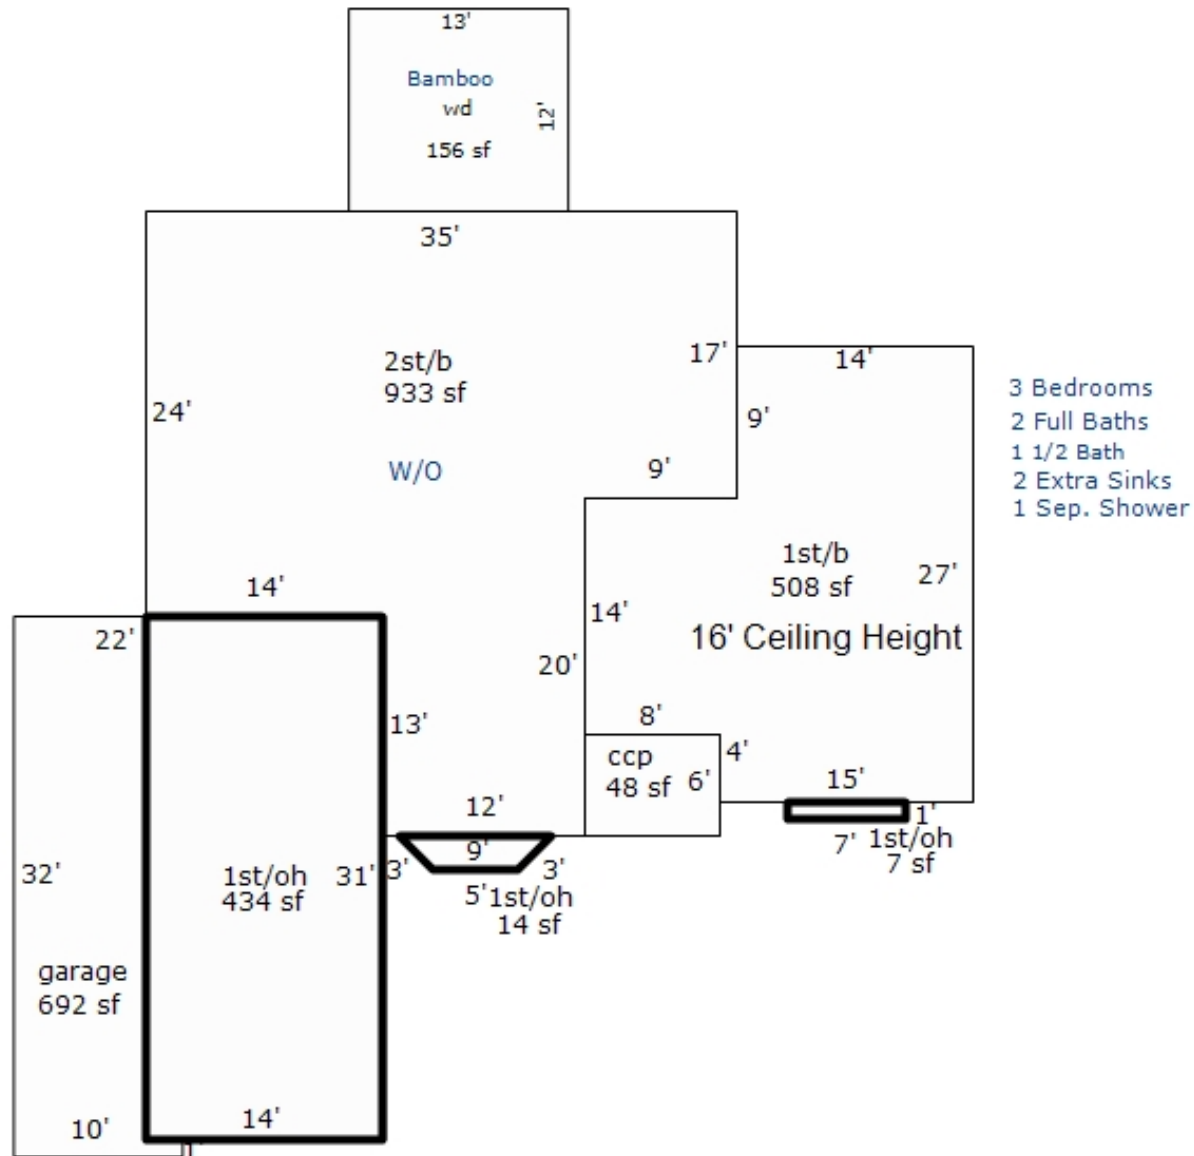 13'
Bamboo
wd
12'
156 sf
35'
2st/b
933 sf
17'
14'
24'
9'
W/O
9'
3 Bedrooms
2 Full Baths
1 1/2 Bath
2 Extra Sinks
1 Sep. Shower
1st/b
508 sf
27'
14'
14'
16' Ceiling Height
22'
20'
13'
8'
ccp
48 sf
6'
4'
15'
1'
7'
1st/oh
7 sf
12'
9'
3'
3'
5'
1st/oh
14 sf
32'
1st/oh
434 sf
31'
garage
692 sf
10'
14'